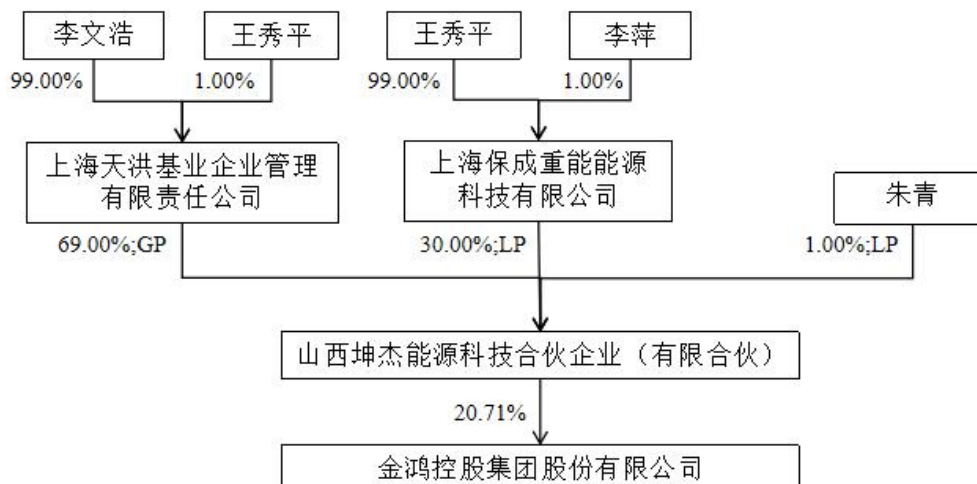 李文浩
王秀平
王秀平
李萍
99.00%
1.00%
99.00%
1.00%
上海天洪基业企业管理
有限责任公司
上海保成重能能源
科技有限公司
朱青
69.00%;GP
30.00%;LP
1.00%;LP
山西坤杰能源科技合伙企业（有限合伙）
20.71%
金鸿控股集团股份有限公司